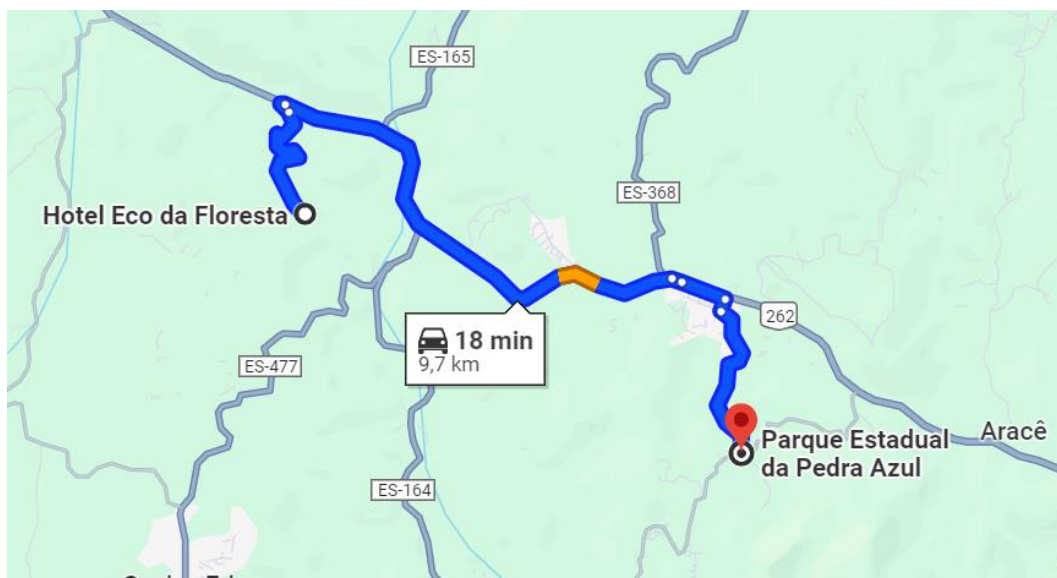 ES-165
ES-368
Hotel Eco da Floresta
262
18 min
9,7 km
ES-477
Aracê
Parque Estadual
da Pedra Azul
ES-164